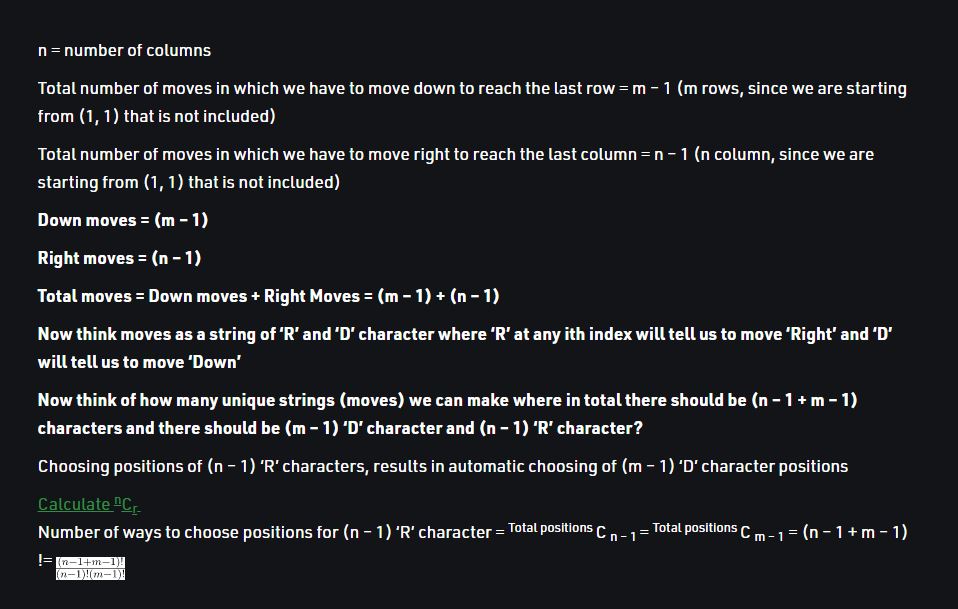 n = number of columns
Total number of moves in which we have to move down to reach the last row = m – 1 (m rows, since we are starting
from (1, 1) that is not included)
Total number of moves in which we have to move right to reach the last column = n – 1 (n column, since we are
starting from (1, 1) that is not included)
Down moves = (m – 1)
Right moves = (n – 1)
Total moves = Down moves + Right Moves = (m – 1) + (n – 1)
Now think moves as a string of ‘R’ and ‘D’ character where ‘R’ at any ith index will tell us to move ‘Right’ and ‘D’
will tell us to move ‘Down’
Now think of how many unique strings (moves) we can make where in total there should be (n – 1 + m – 1)
characters and there should be (m – 1) ‘D’ character and (n – 1) ‘R’ character?
Choosing positions of (n – 1) ‘R’ characters, results in automatic choosing of (m – 1) ‘D’ character positions
Calculate nCr
Number of ways to choose positions for (n – 1) ‘R’ character = Total positions C n – 1 = Total positions C m – 1 = (n – 1 + m – 1)
!= (n−1+m−1)!
(n−1)!(m−1)!